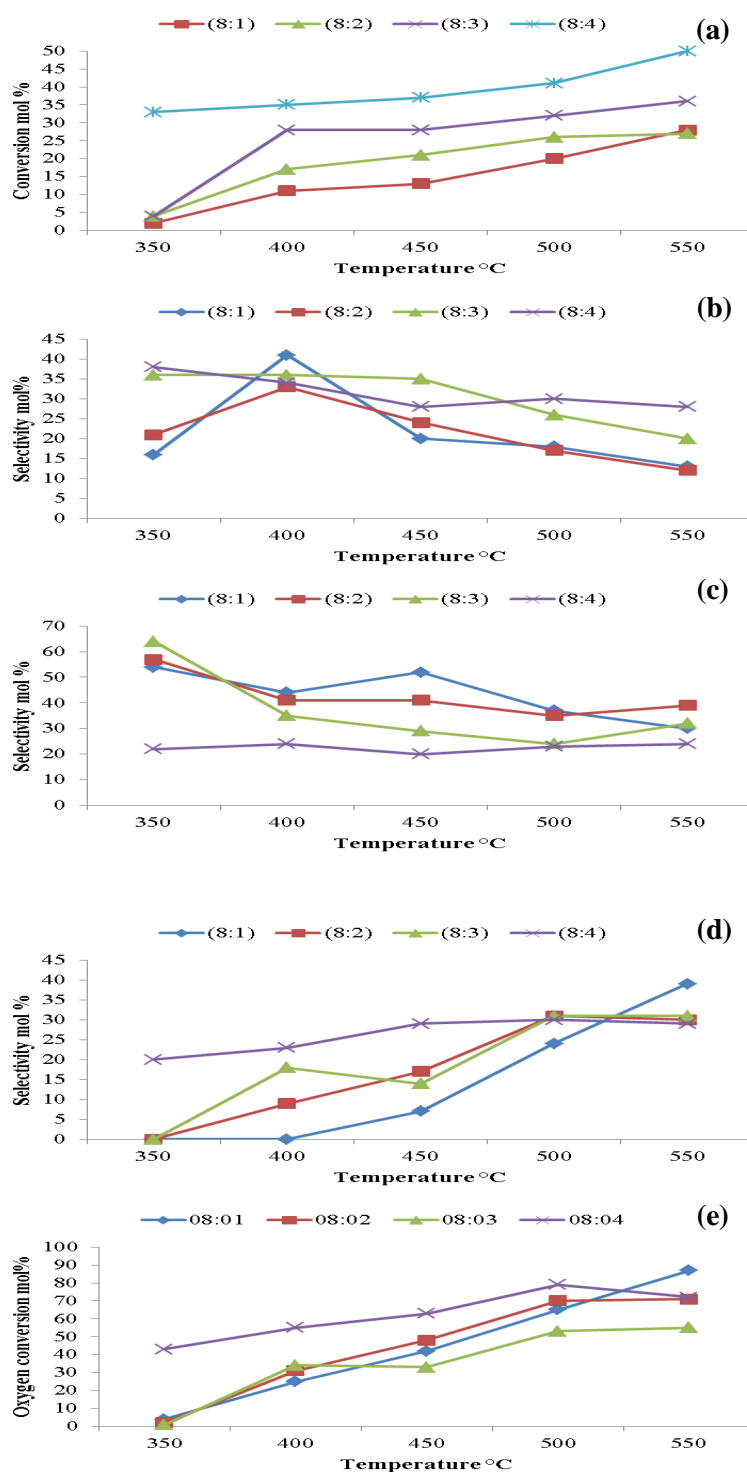 (a)
(8:1) (8:2) (8:3) (8:4)
Conversion mol %
50
45
40
35
30
25
20
15
10
5
0
350 400 450 500 550
Temperature °C
(b)
(8:1) (8:2) (8:3) (8:4)
Selectivity mol%
45
40
35
30
25
20
15
10
5
0
350 400 450 500 550
Temperature °C
(c)
(8:1) (8:2) (8:3) (8:4)
Selectivity mol %
70
60
50
40
30
20
10
0
350 400 450 500 550
Temperature °C
(d)
(8:1) (8:2) (8:3) (8:4)
Selectivity mol %
45
40
35
30
25
20
15
10
5
0
350 400 450 500 550
Temperature °C
(e)
08:01 08:02 08:03 08:04
Oxygen conversion mol%
100
90
80
70
60
50
40
30
20
10
0
350 400 450 500 550
Temperature °C